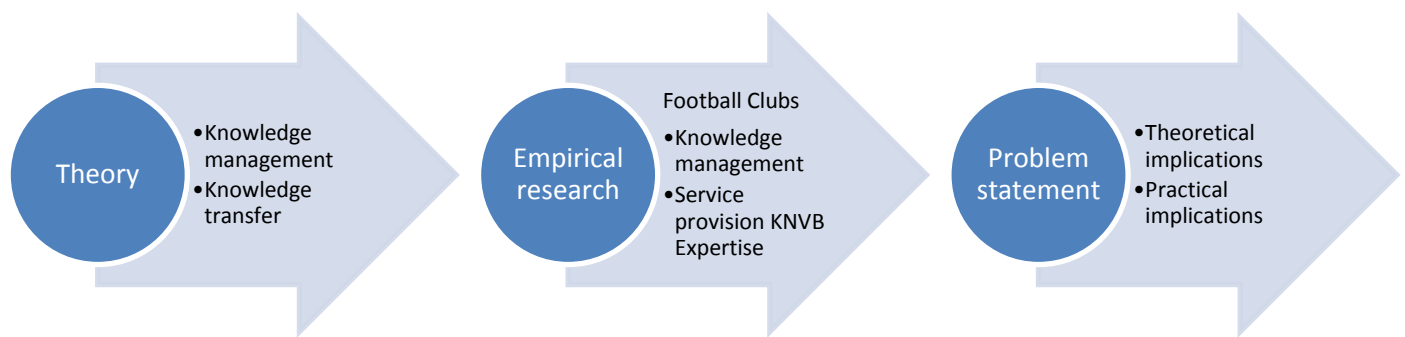 Theory
•Knowledge
management
•Knowledge
transfer
Empirical
research
Football Clubs
•Knowledge
management
•Service
provision KNVB
Expertise
Problem
statement
•Theoretical
implications
•Practical
implications